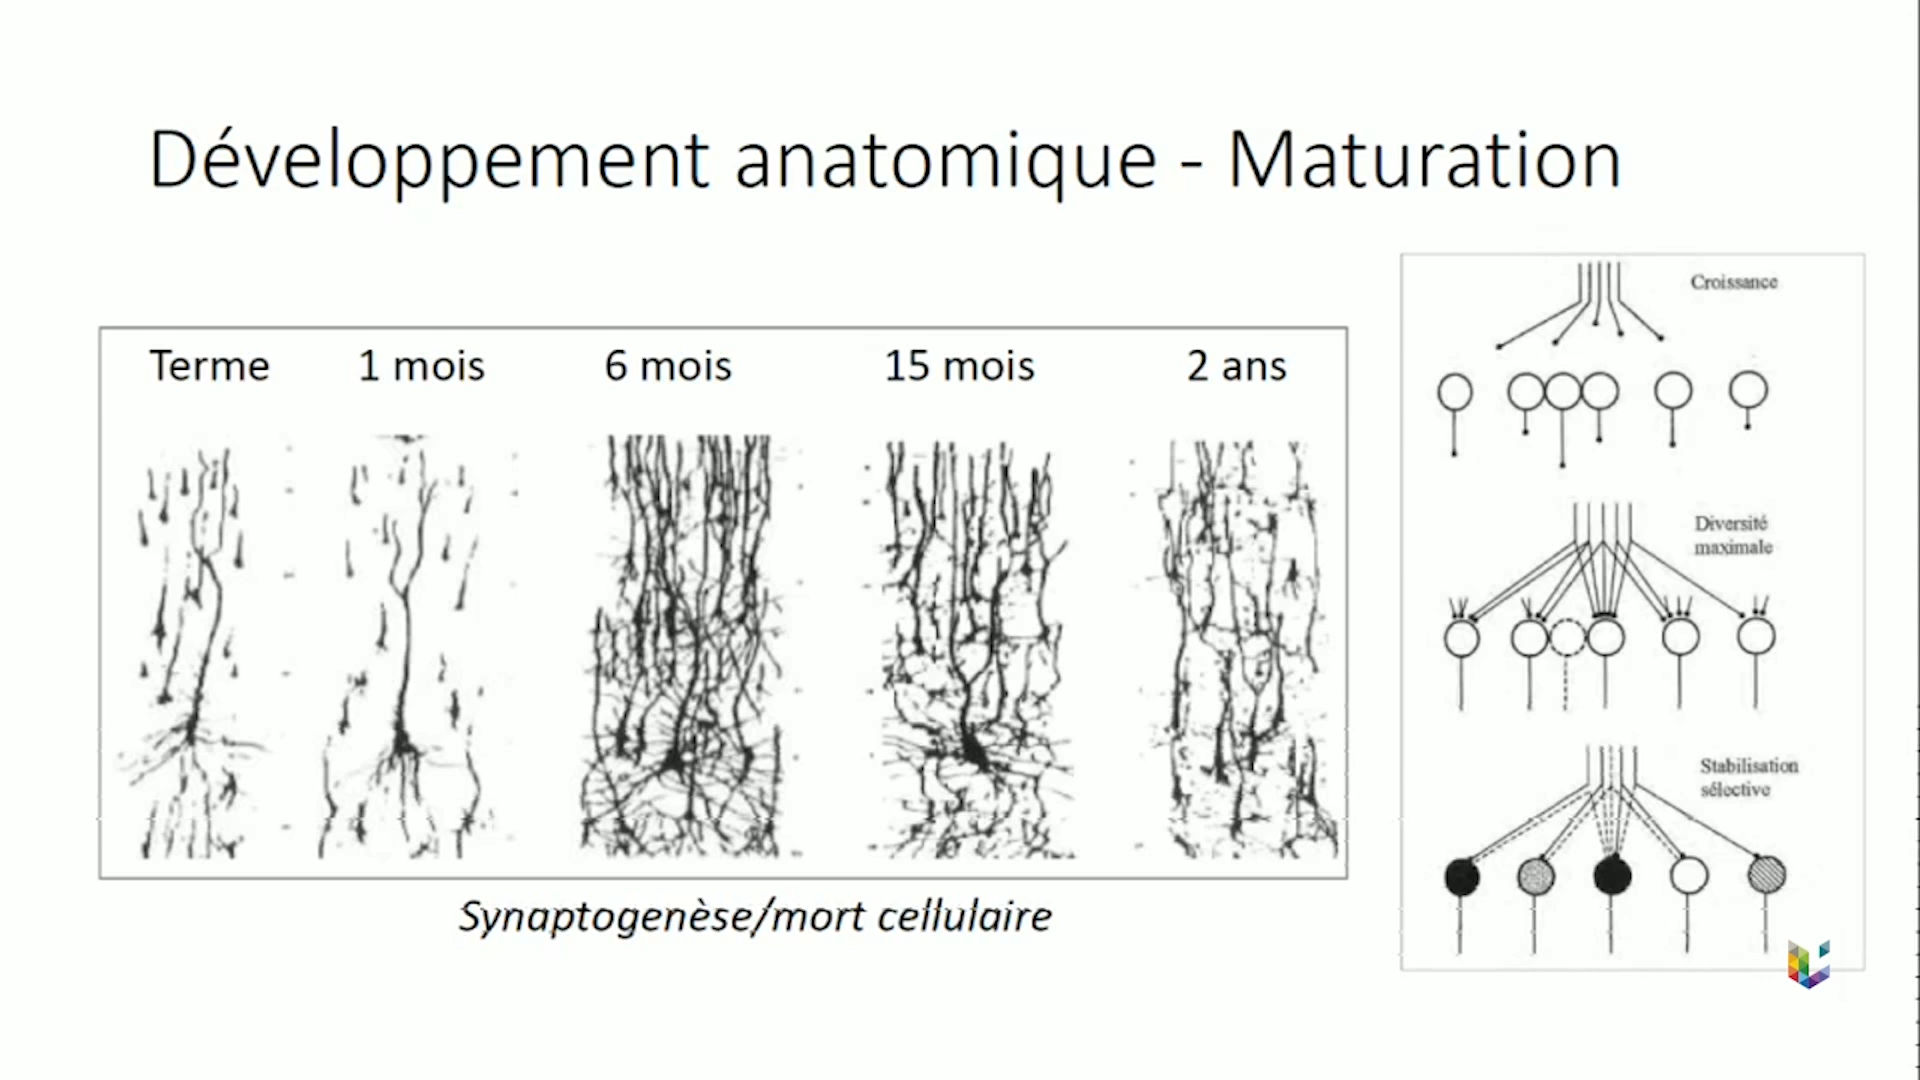 Développement anatomique - Maturation
Terme
1 mois
6 mois
15 mois
2 ans
Synaptogenèse/mort cellulaire
Croissance
Diversité
maximale
Stabilisation
sélective